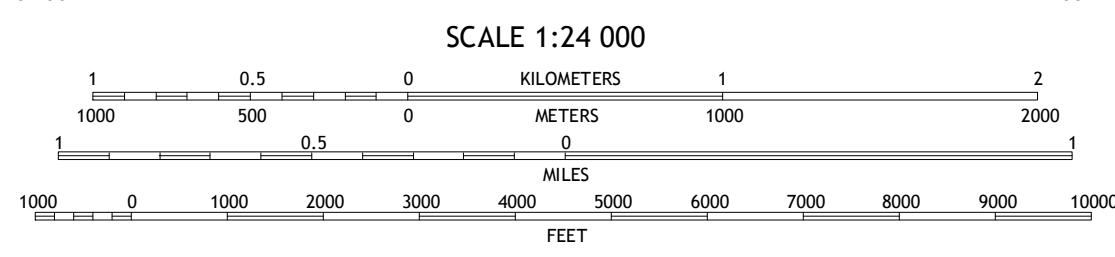 SCALE 1:24 000
1 0.5 0 KILOMETERS 1 2
1000 500 0 METERS 1000 2000
1 0.5 0 1
MILES
1000 0 1000 2000 3000 4000 5000 6000 7000 8000 9000 10000
FEET